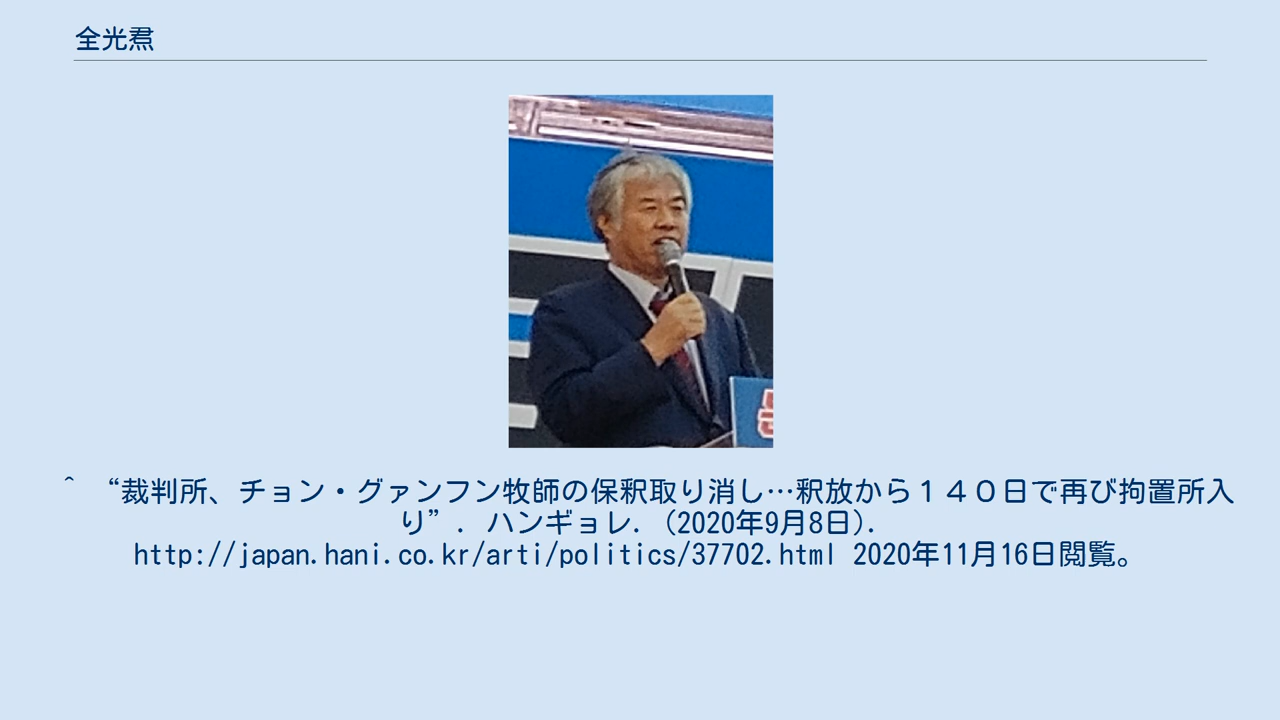 全光焄
^ “裁判所、チョン・グァンフン牧師の保釈取り消し…釈放から１４０日で再び拘置所入
り”. ハンギョレ. (2020年9月8日).
http://japan.hani.co.kr/arti/politics/37702.html 2020年11月16日閲覧。